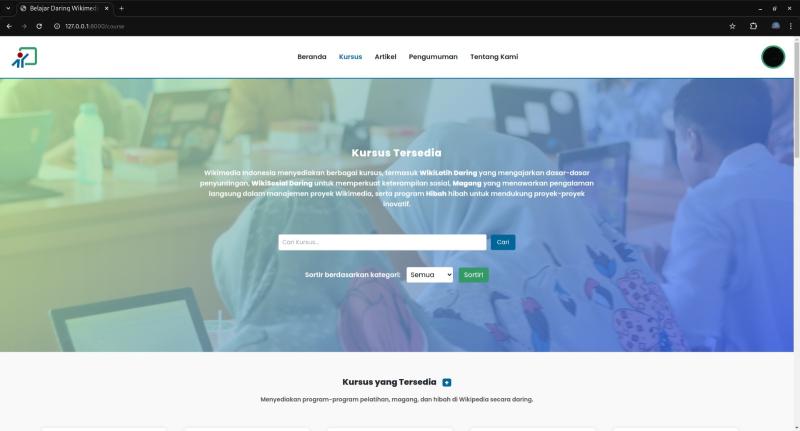 Belajar Daring Wikimedi
127.0.0.1:8000/course
Beranda
Kursus
Artikel
Pengumuman
Tentang Kami
Kursus Tersedia
Wikimedia Indonesia menyediakan berbagai kursus, termasuk WikiLatih Daring yang mengajarkan dasar-dasar
penyuntingan, WikiSosial Daring untuk memperkuat keterampilan sosial, Magang yang menawarkan pengalaman
langsung dalam manajemen proyek Wikimedia, serta program Hibah hibah untuk mendukung proyek-proyek
inovatif.
Cari Kursus...
Cari
Sortir berdasarkan kategori:
Semua
Sortir!
Kursus yang Tersedia
Menyediakan program-program pelatihan, magang, dan hibah di Wikipedia secara daring.